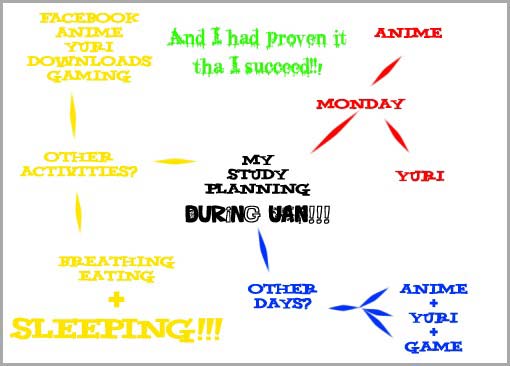 FACEBOOK
ANIME
YURI
DOWNLOADS
GAMING
And I had proven it
tha I succeed!!!
ANIME
MONDAY
YURI
OTHER
ACTIVITIES?
MY
STUDY
PLANNING
DURING UAN!!!
BREATHING
EATING
+
SLEEPING!!!
OTHER
DAYS?
ANIME
+
YURI
+
GAME